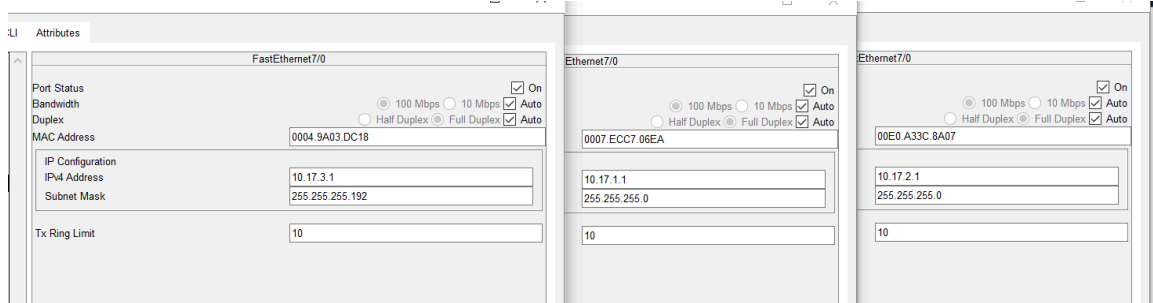 CLI Attributes
FastEthernet7/0
Port Status On
Bandwidth 100 Mbps 10 Mbps Auto
Duplex Half Duplex Full Duplex Auto
MAC Address 0004.9A03.DC18
IP Configuration
IPv4 Address 10.17.3.1
Subnet Mask 255.255.255.192
Tx Ring Limit 10
Ethernet7/0
On
100 Mbps 10 Mbps Auto
Half Duplex Full Duplex Auto
0007.ECC7.06EA
10.17.1.1
255.255.255.0
10
Ethernet7/0
On
100 Mbps 10 Mbps Auto
Half Duplex Full Duplex Auto
00E0.A33C.8A07
10.17.2.1
255.255.255.0
10